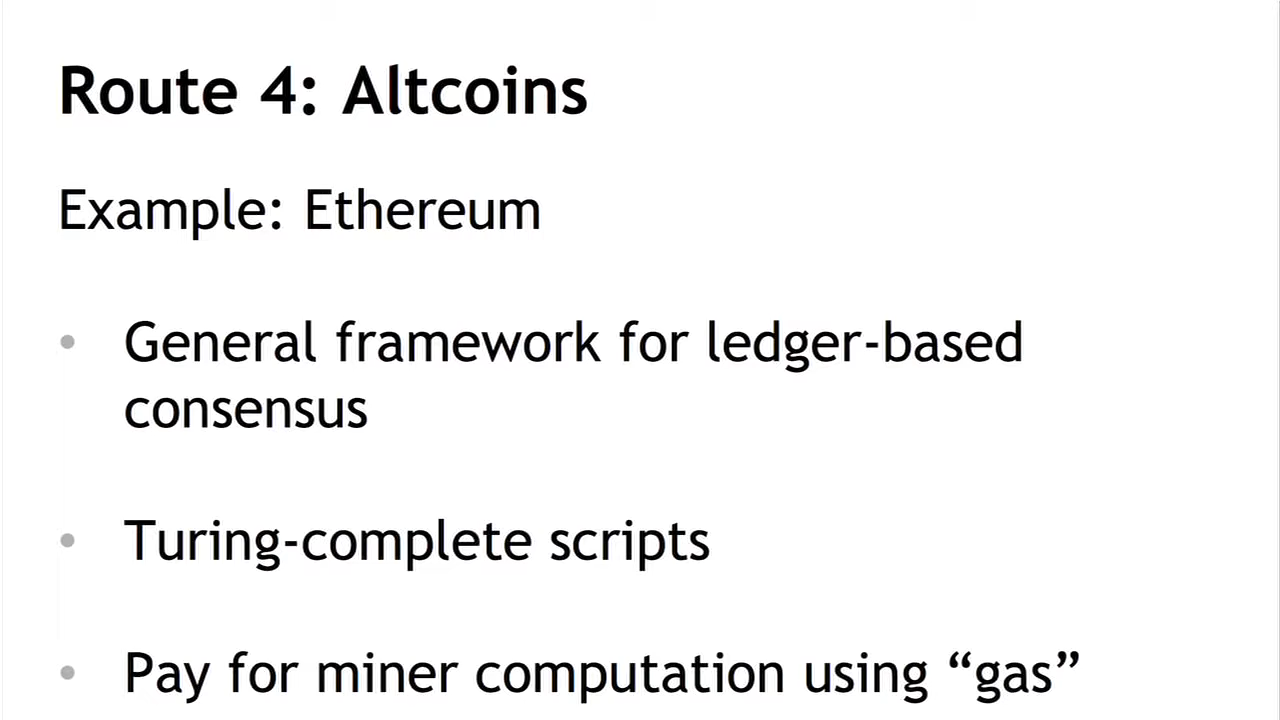 Route 4: Altcoins
Example: Ethereum
• General framework for ledger-based
consensus
• Turing-complete scripts
• Pay for miner computation using “gas”